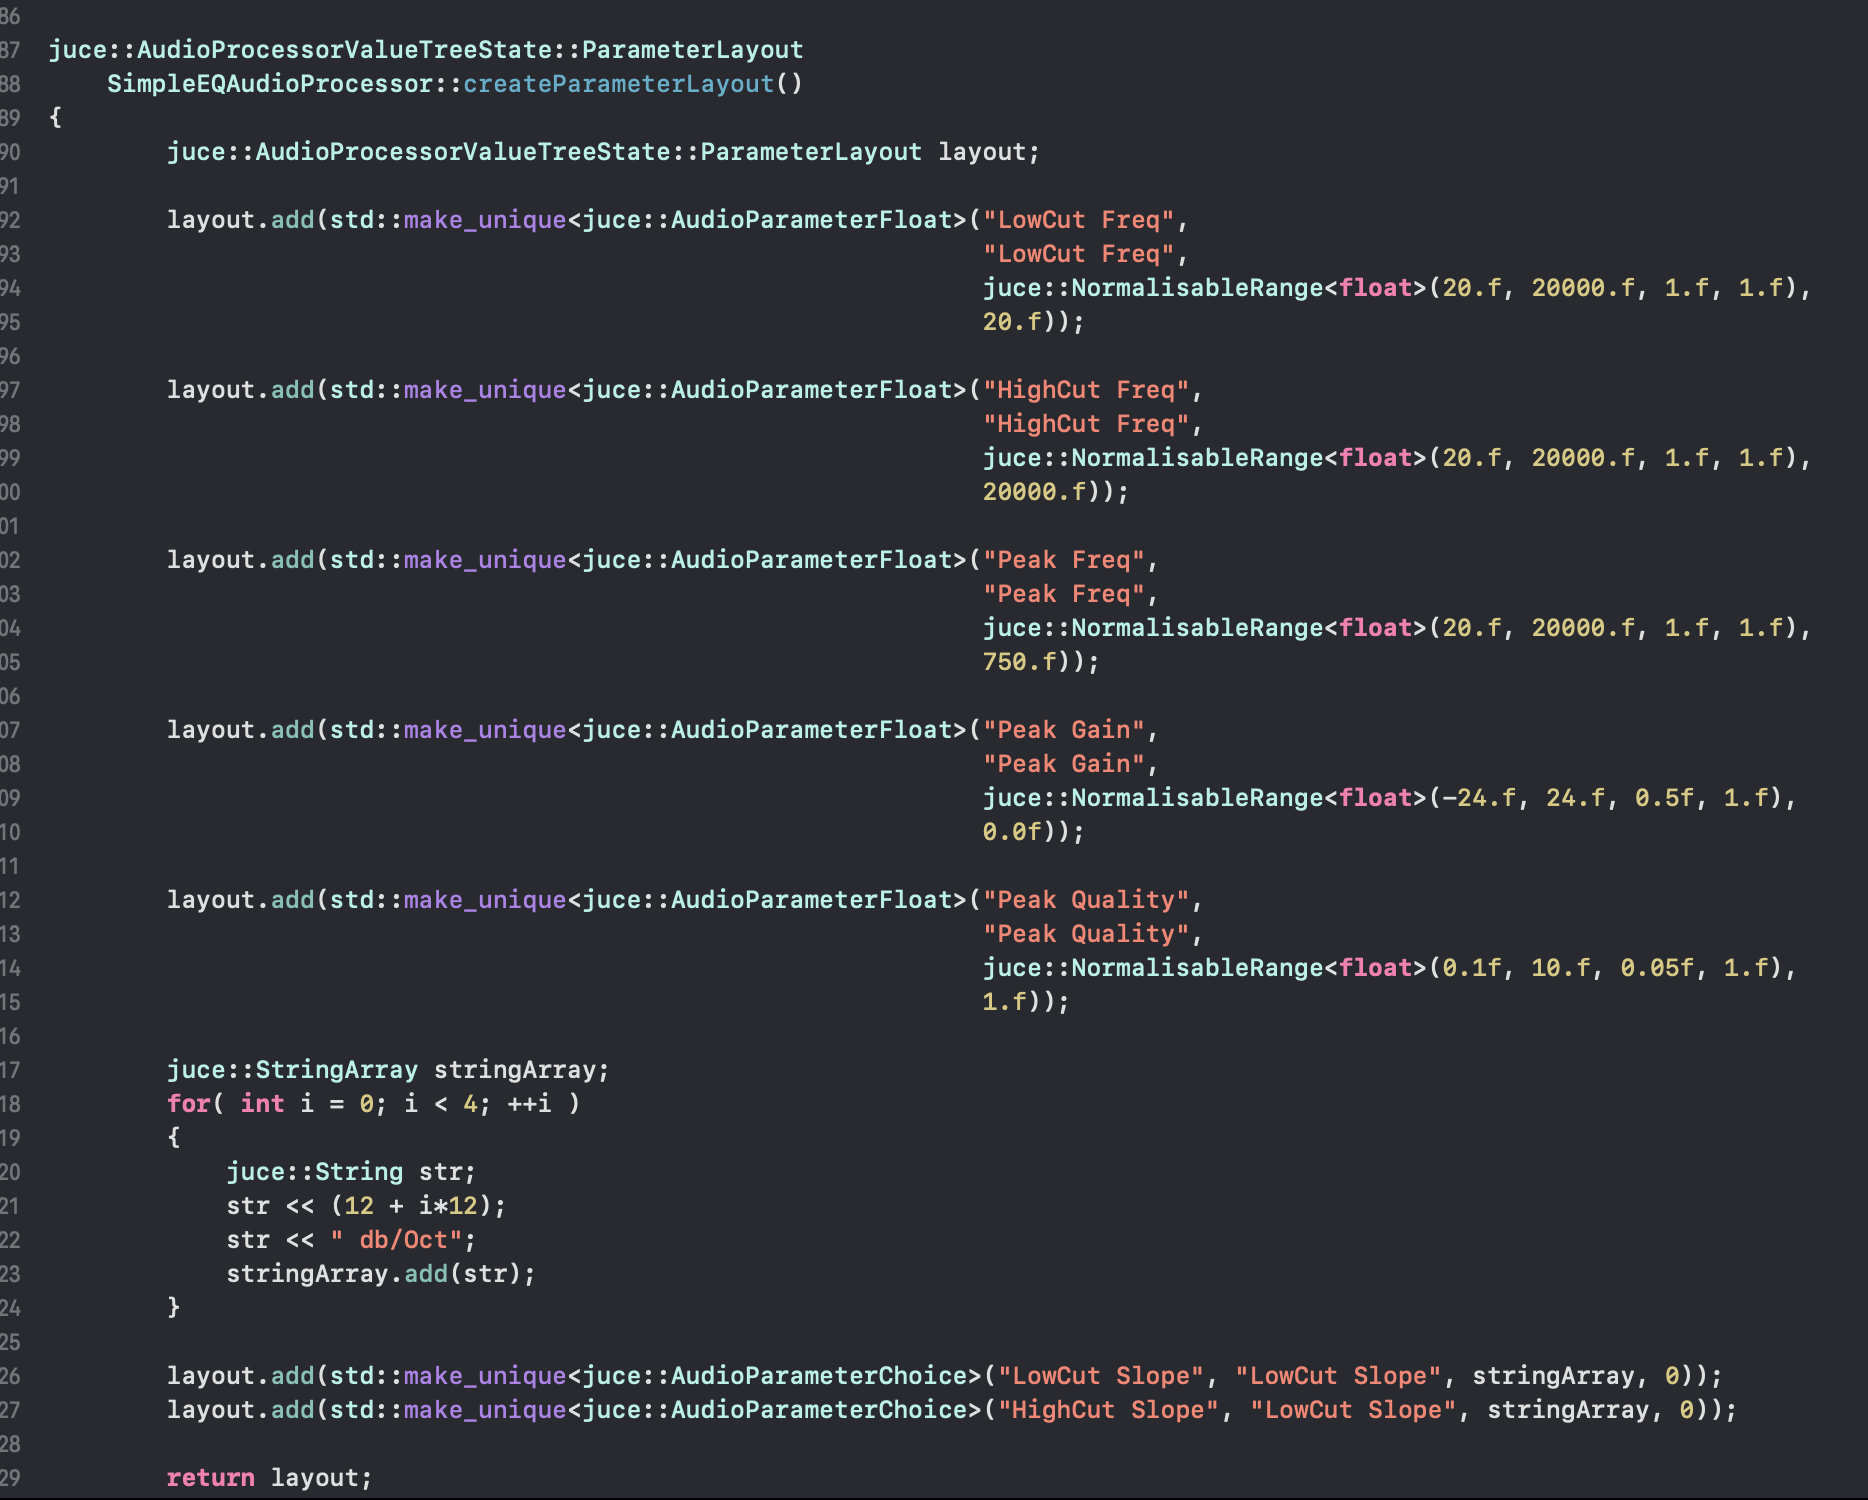 86
87 juce::AudioProcessorValueTreeState::ParameterLayout
88 SimpleEQAudioProcessor::createParameterLayout()
89 {
90 juce::AudioProcessorValueTreeState::ParameterLayout layout;
91
92 layout.add(std::make_unique<juce::AudioParameterFloat>("LowCut Freq",
93 "LowCut Freq",
94 juce::NormalisableRange<float>(20.f, 20000.f, 1.f, 1.f),
95 20.f));
96
97 layout.add(std::make_unique<juce::AudioParameterFloat>("HighCut Freq",
98 "HighCut Freq",
99 juce::NormalisableRange<float>(20.f, 20000.f, 1.f, 1.f),
00 20000.f));
01
02 layout.add(std::make_unique<juce::AudioParameterFloat>("Peak Freq",
03 "Peak Freq",
04 juce::NormalisableRange<float>(20.f, 20000.f, 1.f, 1.f),
05 750.f));
06
07 layout.add(std::make_unique<juce::AudioParameterFloat>("Peak Gain",
08 "Peak Gain",
09 juce::NormalisableRange<float>(-24.f, 24.f, 0.5f, 1.f),
10 0.0f));
11
12 layout.add(std::make_unique<juce::AudioParameterFloat>("Peak Quality",
13 "Peak Quality",
14 juce::NormalisableRange<float>(0.1f, 10.f, 0.05f, 1.f),
15 1.f));
16
17 juce::StringArray stringArray;
18 for( int i = 0; i < 4; ++i )
19 {
20 juce::String str;
21 str << (12 + i*12);
22 str << " db/Oct";
23 stringArray.add(str);
24 }
25
26 layout.add(std::make_unique<juce::AudioParameterChoice>("LowCut Slope", "LowCut Slope", stringArray, 0));
27 layout.add(std::make_unique<juce::AudioParameterChoice>("HighCut Slope", "LowCut Slope", stringArray, 0));
28
29 return layout;